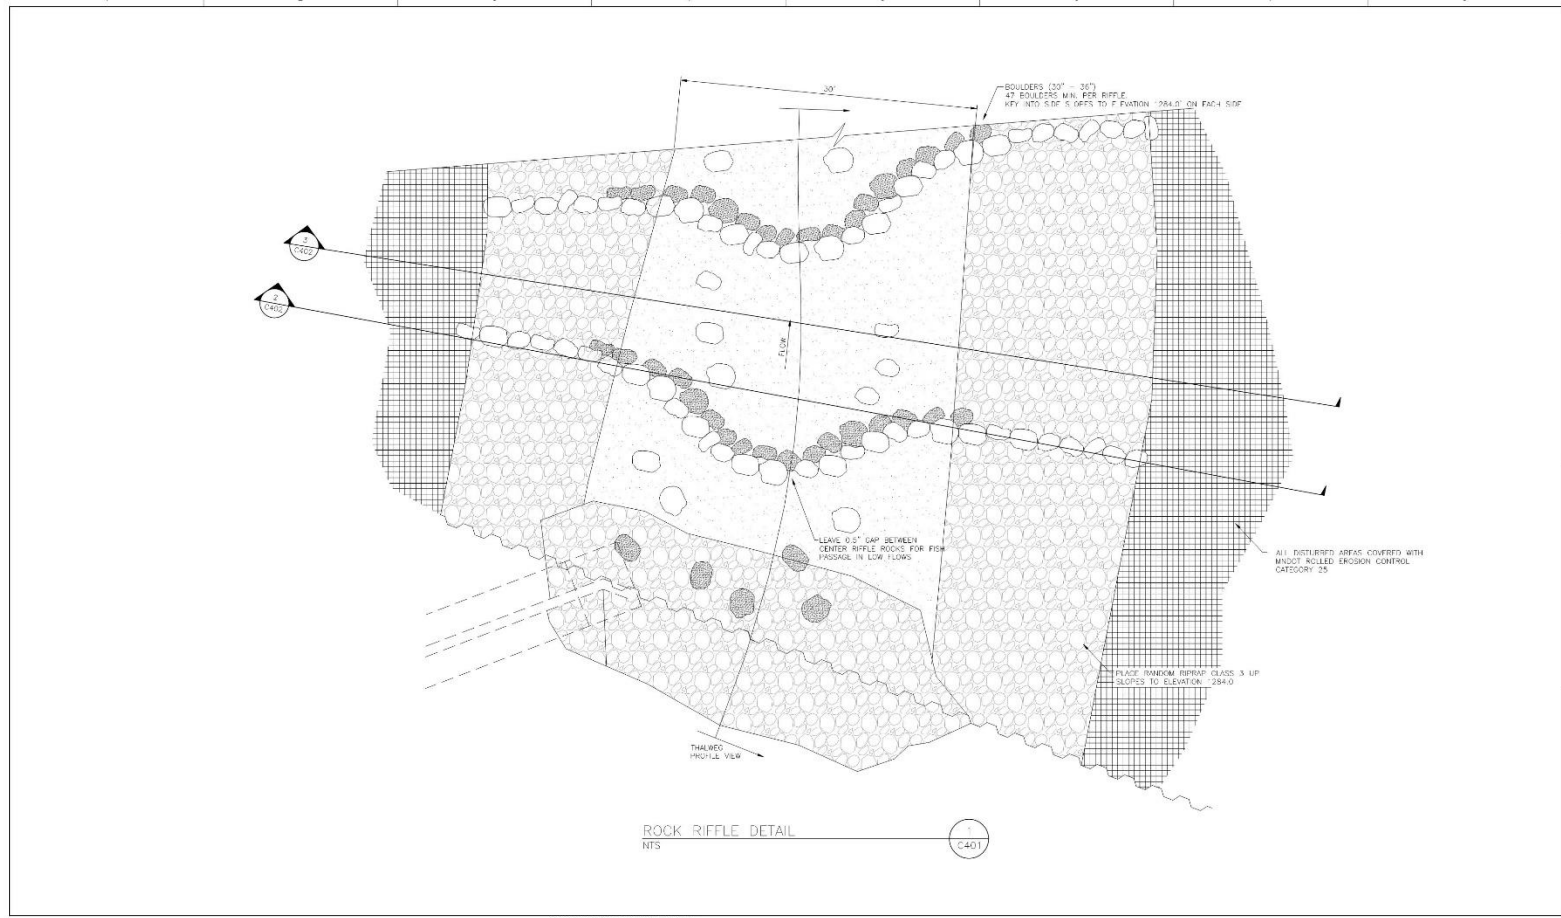 30'
BOULDERS (30" - 36")
47 BOULDERS MIN. PER RIFFLE.
KEY INTO SIDE SLOPES TO ELEVATION 1284.0' ON EACH SIDE
3
C402
2
C402
FLOW
LEAVE 0.5" GAP BETWEEN
CENTER RIFFLE ROCKS FOR FISH
PASSAGE IN LOW FLOWS
ALL DISTURBED AREAS COVERED WITH
MNDOT ROLLED EROSION CONTROL
CATEGORY 25
PLACE RANDOM RIPRAP CLASS 3 UP
SLOPES TO ELEVATION 1284.0
THALWEG
PROFILE VIEW
ROCK RIFFLE DETAIL
NTS
1
C401